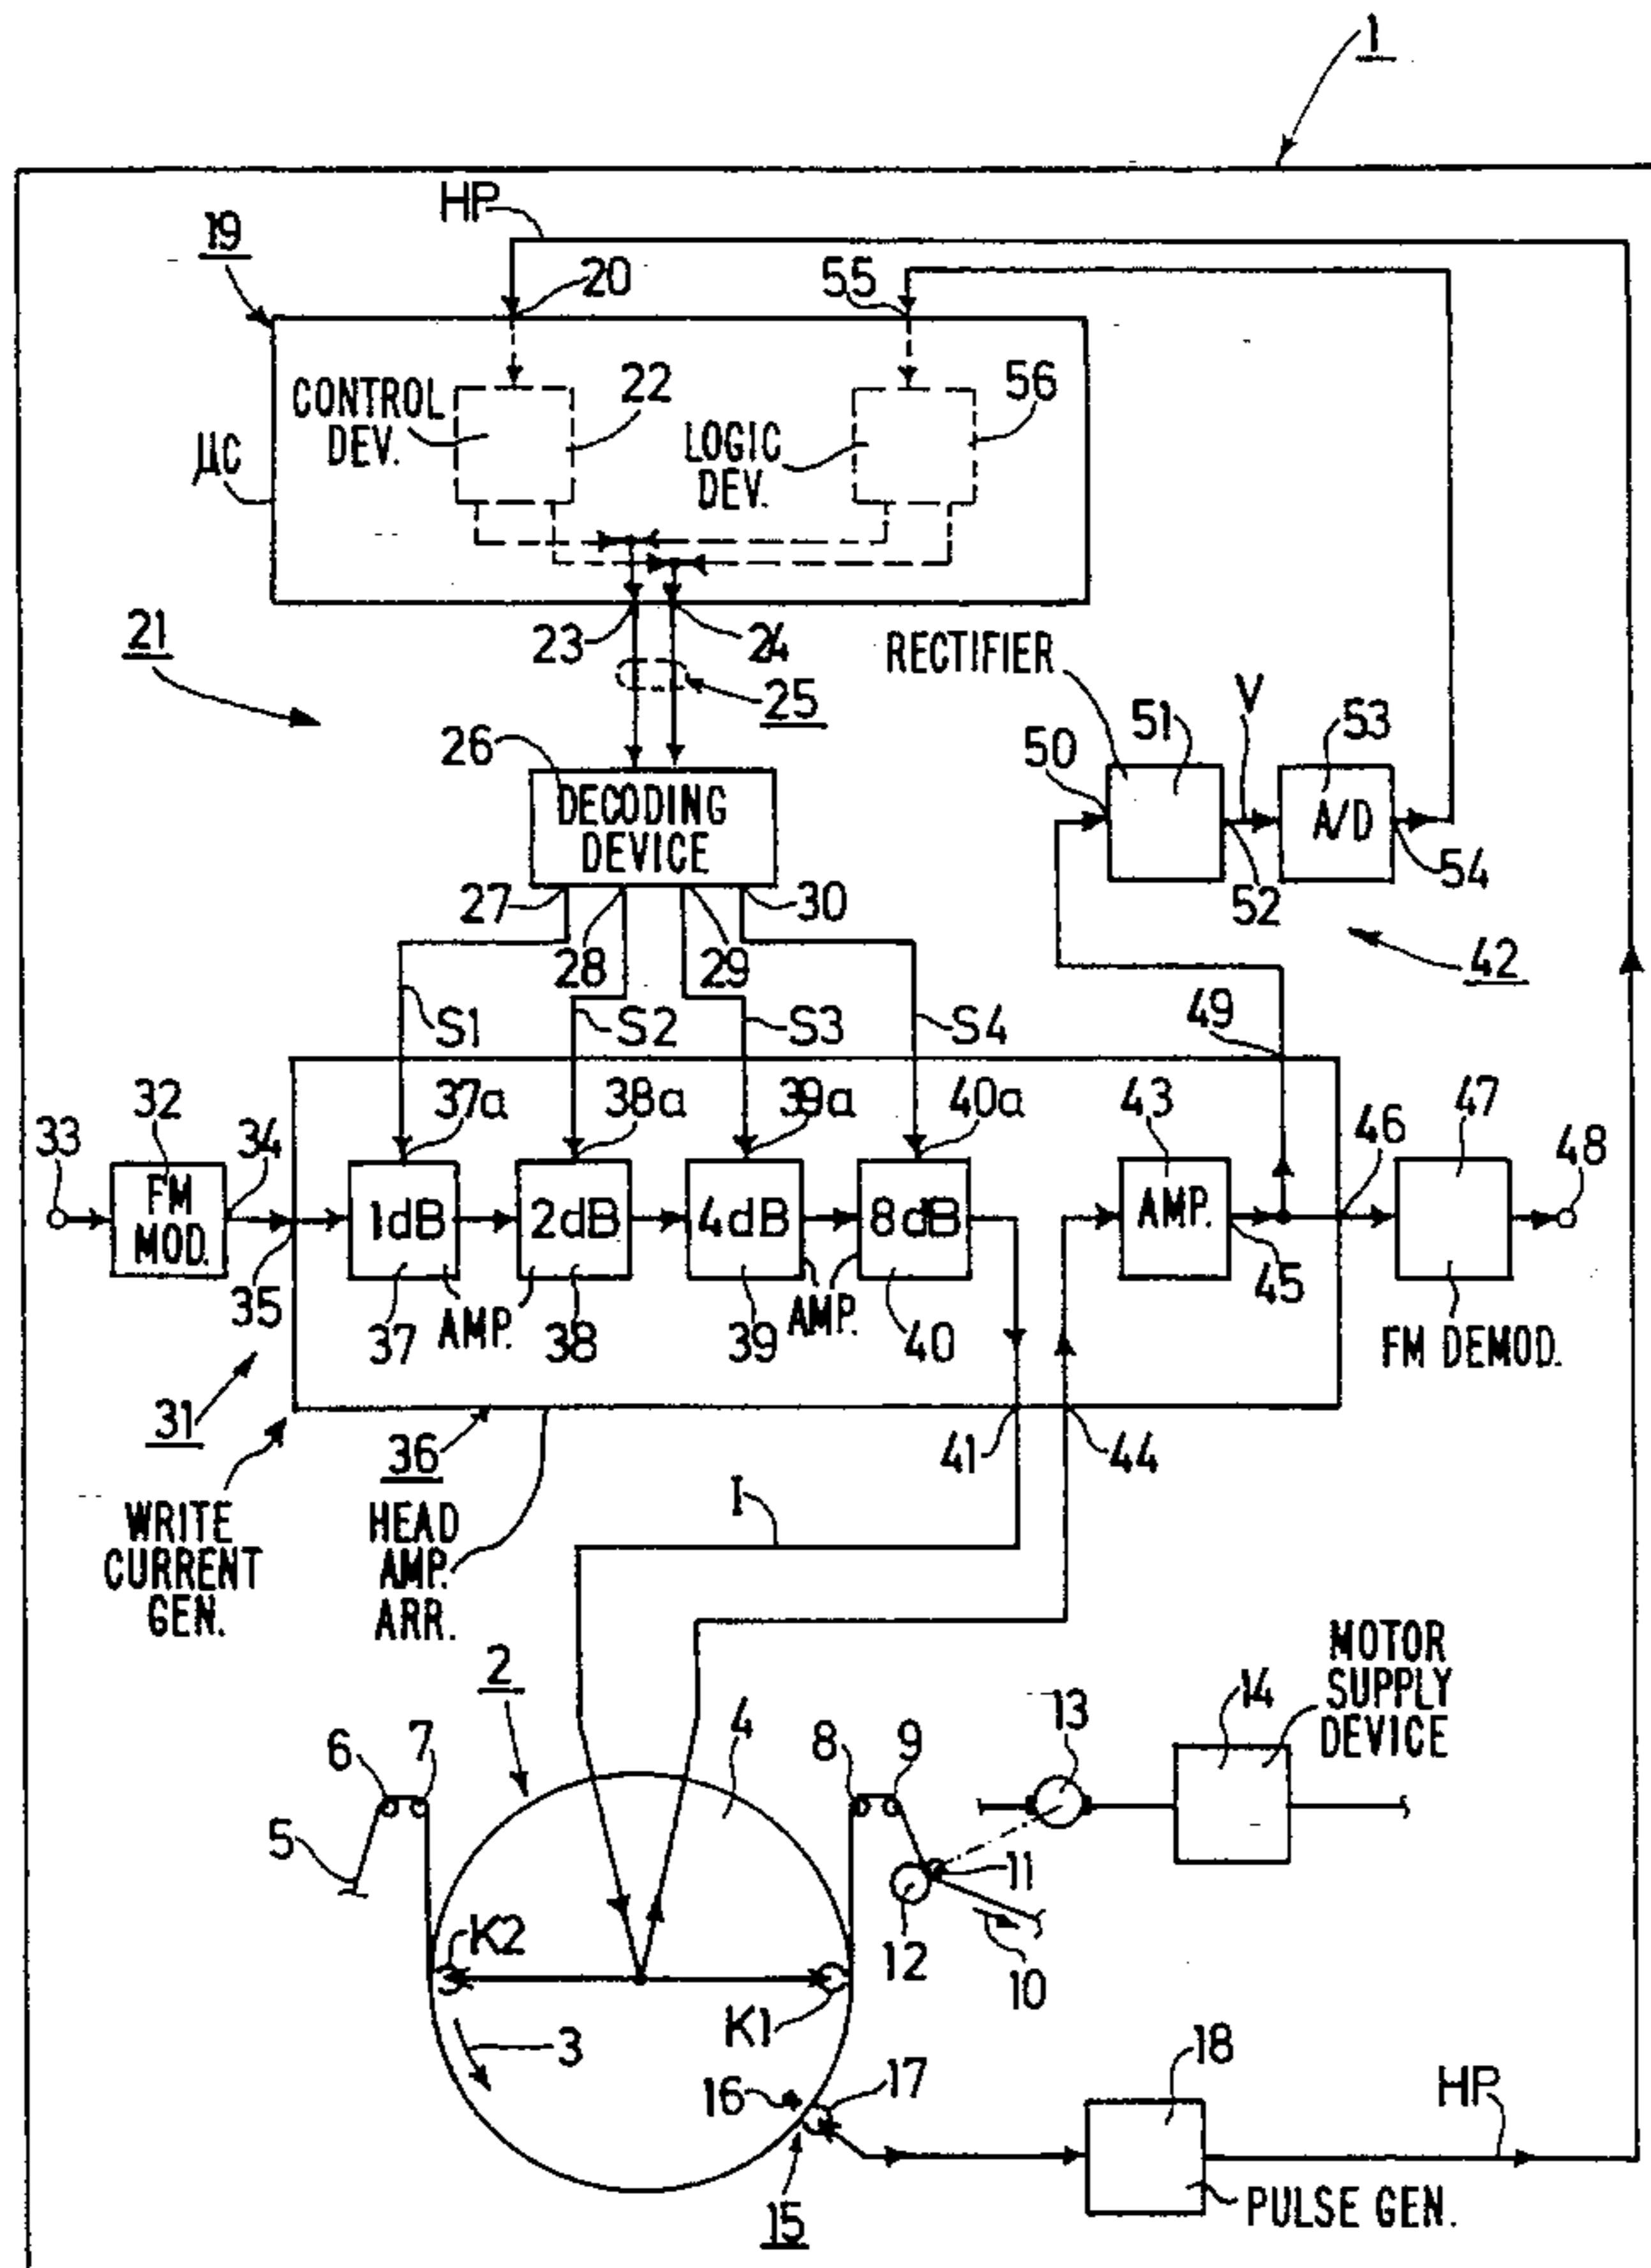 1
HP
19
20
55
CONTROL
DEV.
22
LOGIC
DEV.
56
μC
23
24
21
25
RECTIFIER
V
26
50
51
53
DECODING
DEVICE
A/D
27
28
29
30
52
54
42
S1
S2
S3
S4
49
33
32
34
37a
38a
39a
40a
43
46
47
48
FM
MOD.
1dB
2dB
4dB
8dB
AMP.
35
37
AMP.
38
39
AMP.
40
45
FM DEMOD.
31
36
41
44
WRITE
CURRENT
GEN.
HEAD
AMP.
ARR.
I
2
4
13
14
MOTOR
SUPPLY
DEVICE
6
7
8
9
5
11
12
10
K2
K1
3
16
17
18
HP
15
PULSE GEN.